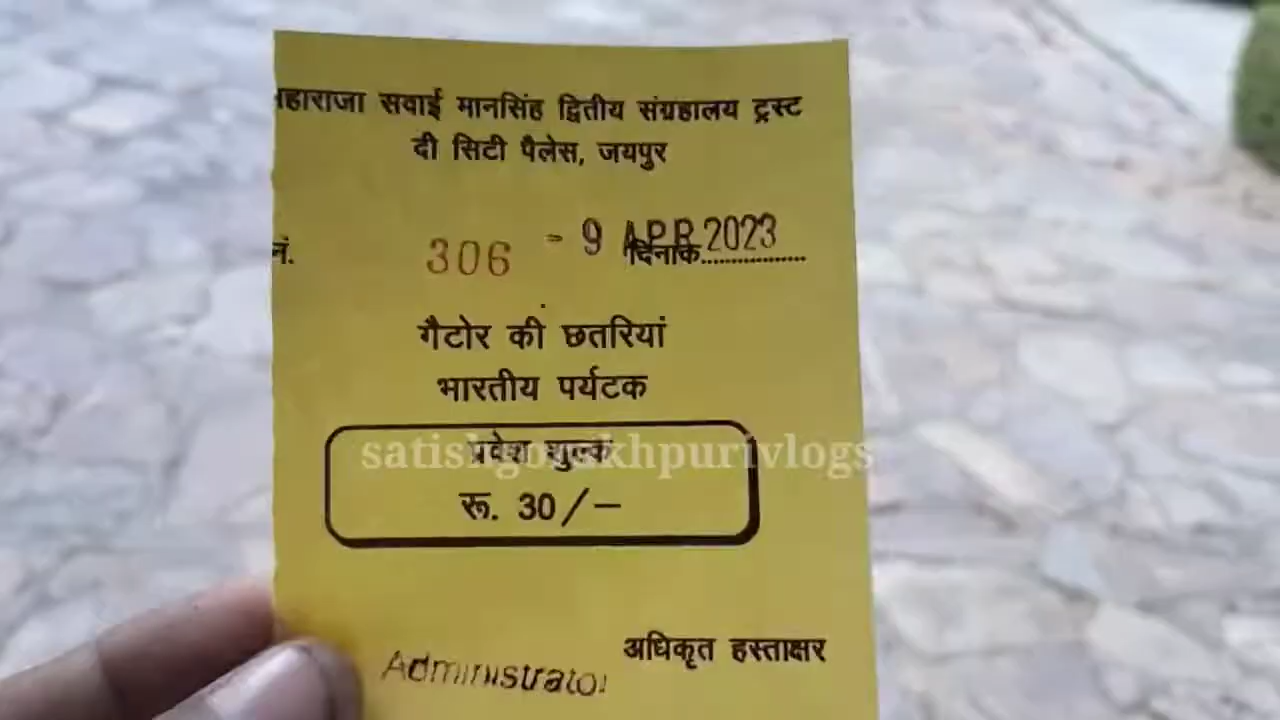 महाराजा सवाई मानसिंह द्वितीय संग्रहालय ट्रस्ट
दी सिटी पैलेस, जयपुर
नं. 306 - 9 APR 2023 दिनांक..................
गैटोर की छतरियां
भारतीय पर्यटक
प्रवेश शुल्क
satishgorakhpurivlogs
रू. 30/-
अधिकृत हस्ताक्षर
Administrator